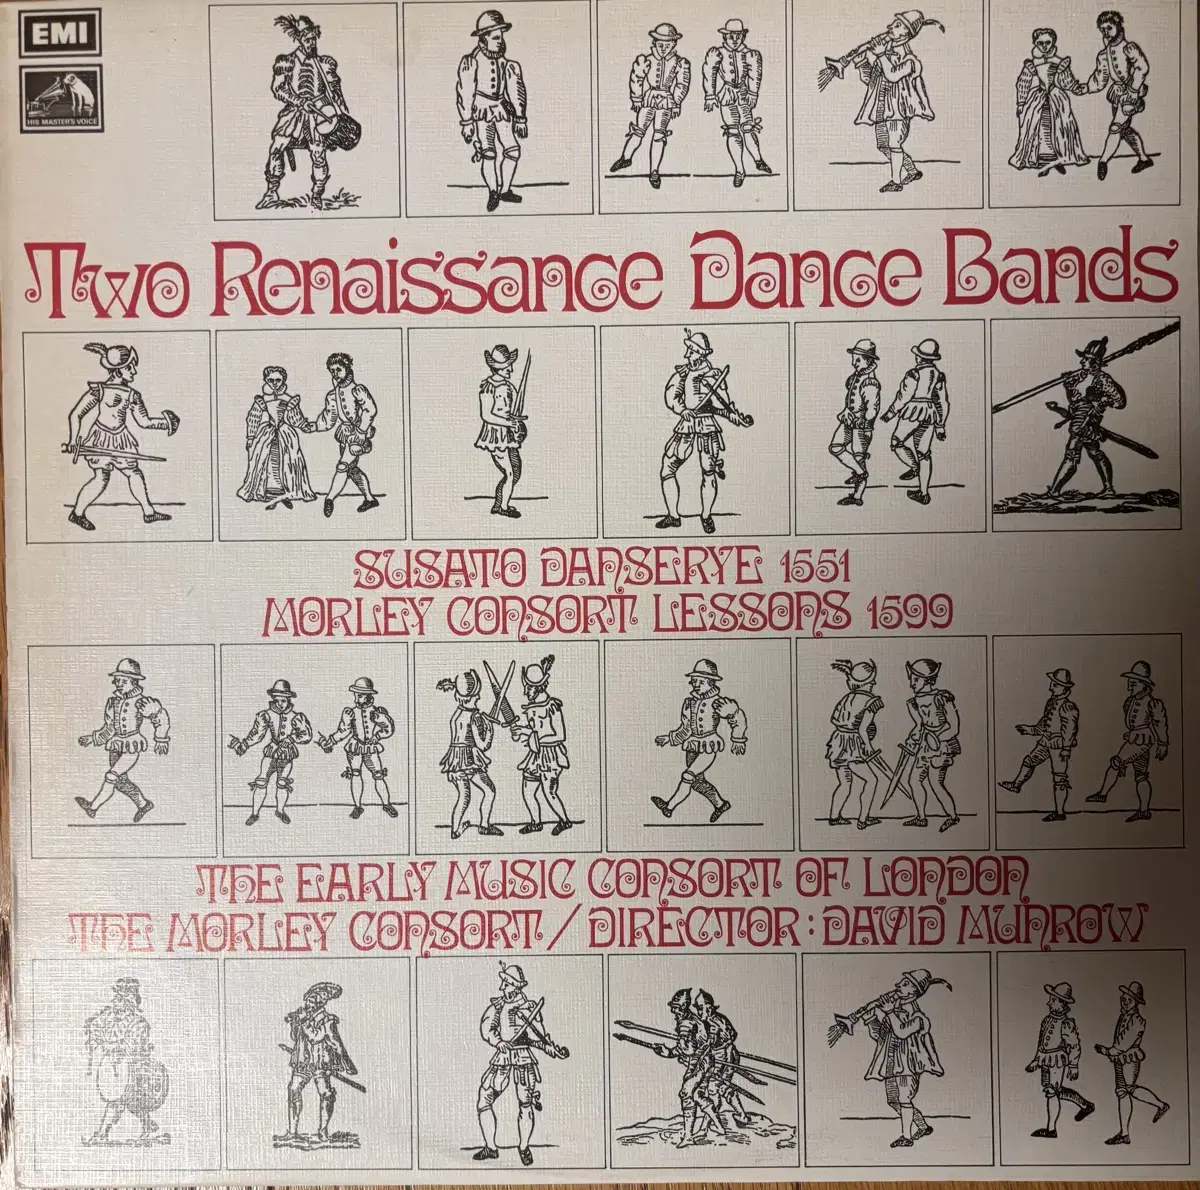 EMI
HIS MASTER'S VOICE
Two Renaissance Dance Bands
SUSATO DANSERYE 1551
MORLEY CONSORT LESSONS 1599
THE EARLY MUSIC CONSORT OF LONDON
THE MORLEY CONSORT / DIRECTOR: DAVID MUNROW